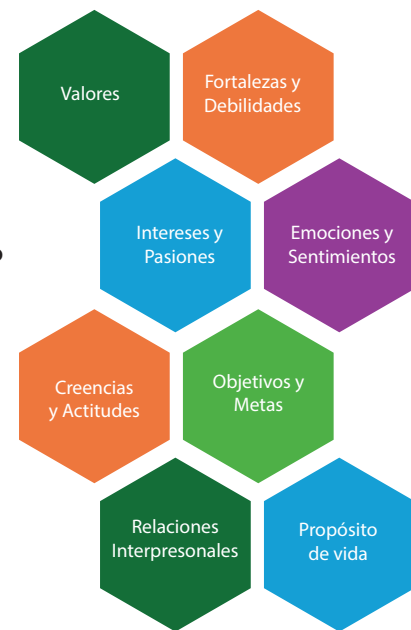 Valores
Fortalezas y
Debilidades
Intereses y
Pasiones
Emociones y
Sentimientos
Creencias
y Actitudes
Objetivos y
Metas
Relaciones
Interpresonales
Propósito
de vida